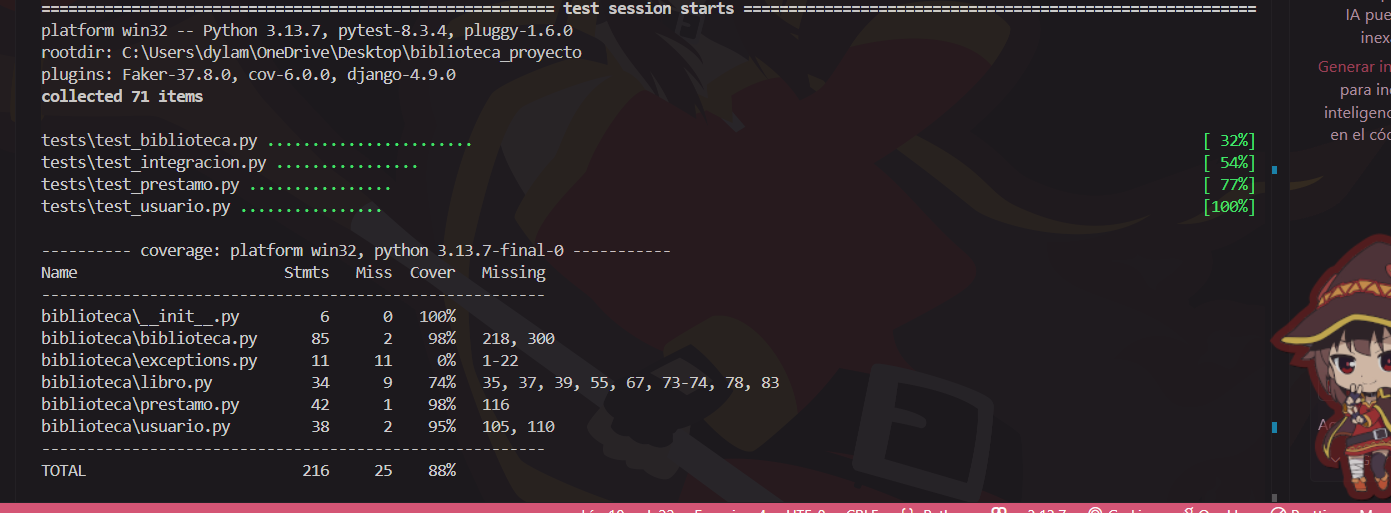 ========================================================= test session starts =========================================================
platform win32 -- Python 3.13.7, pytest-8.3.4, pluggy-1.6.0
rootdir: C:\Users\dylam\OneDrive\Desktop\biblioteca_proyecto
plugins: Faker-37.8.0, cov-6.0.0, django-4.9.0
collected 71 items
tests\test_biblioteca.py ....................... [ 32%]
tests\test_integracion.py ................ [ 54%]
tests\test_prestamo.py ................ [ 77%]
tests\test_usuario.py ................ [100%]
---------- coverage: platform win32, python 3.13.7-final-0 -----------
Name Stmts Miss Cover Missing
--------------------------------------------------------
biblioteca\__init__.py 6 0 100%
biblioteca\biblioteca.py 85 2 98% 218, 300
biblioteca\exceptions.py 11 11 0% 1-22
biblioteca\libro.py 34 9 74% 35, 37, 39, 55, 67, 73-74, 78, 83
biblioteca\prestamo.py 42 1 98% 116
biblioteca\usuario.py 38 2 95% 105, 110
--------------------------------------------------------
TOTAL 216 25 88%
IA pue
inexa
Generar in
para in
inteligenc
en el cód